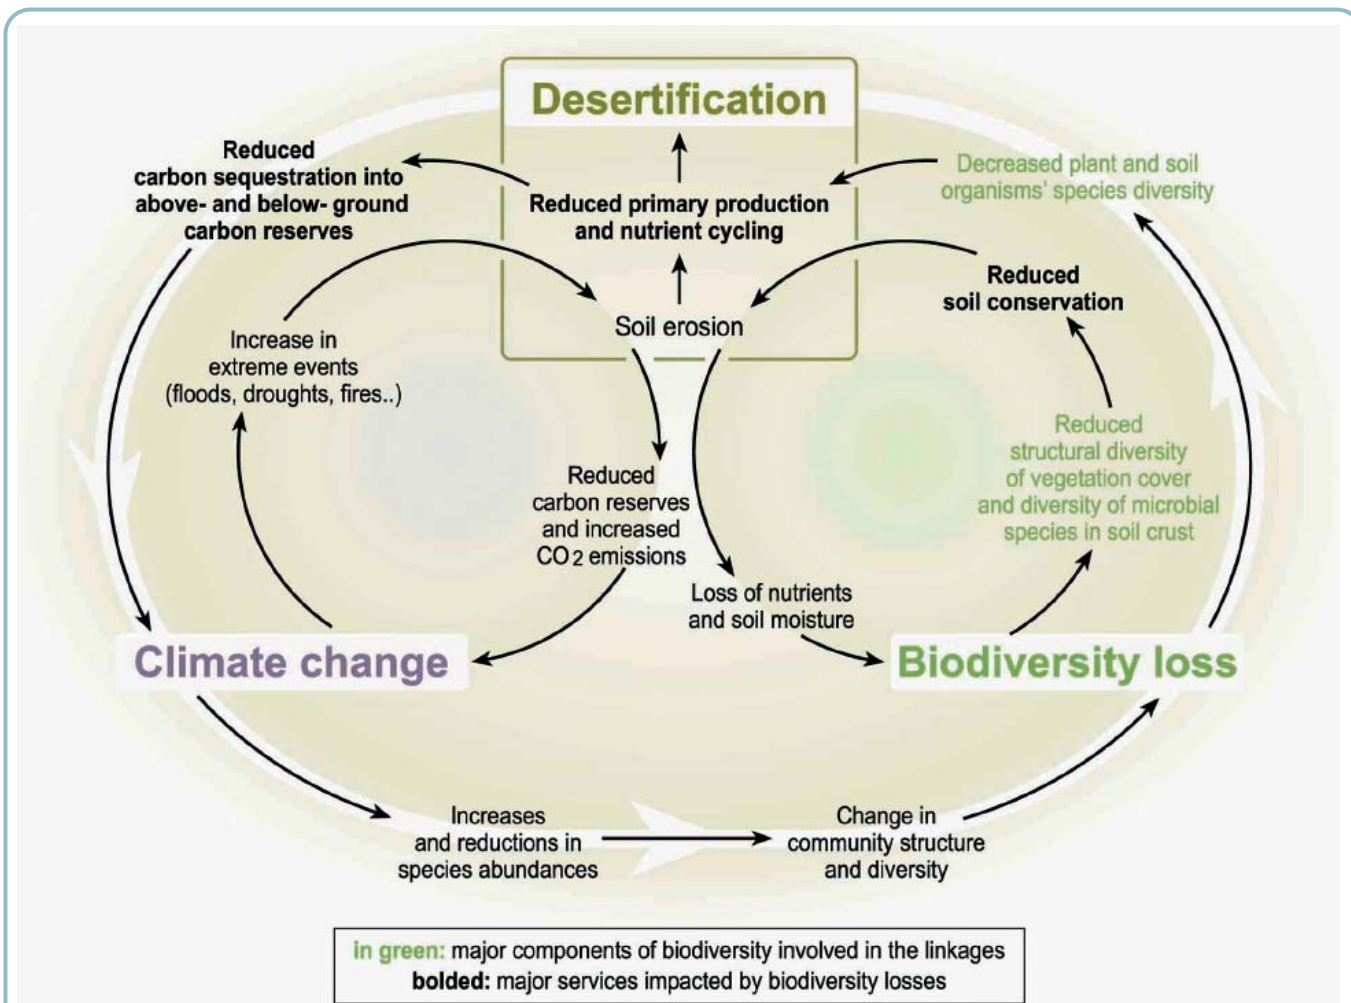 Desertification
Reduced
carbon sequestration into
above- and below- ground
carbon reserves
Reduced primary production
and nutrient cycling
Decreased plant and soil
organisms' species diversity
Reduced
soil conservation
Soil erosion
Increase in
extreme events
(floods, droughts, fires..)
Reduced
structural diversity
of vegetation cover
and diversity of microbial
species in soil crust
Reduced
carbon reserves
and increased
CO2 emissions
Loss of nutrients
and soil moisture
Climate change
Biodiversity loss
Increases
and reductions in
species abundances
Change in
community structure
and diversity
in green: major components of biodiversity involved in the linkages
bolded: major services impacted by biodiversity losses